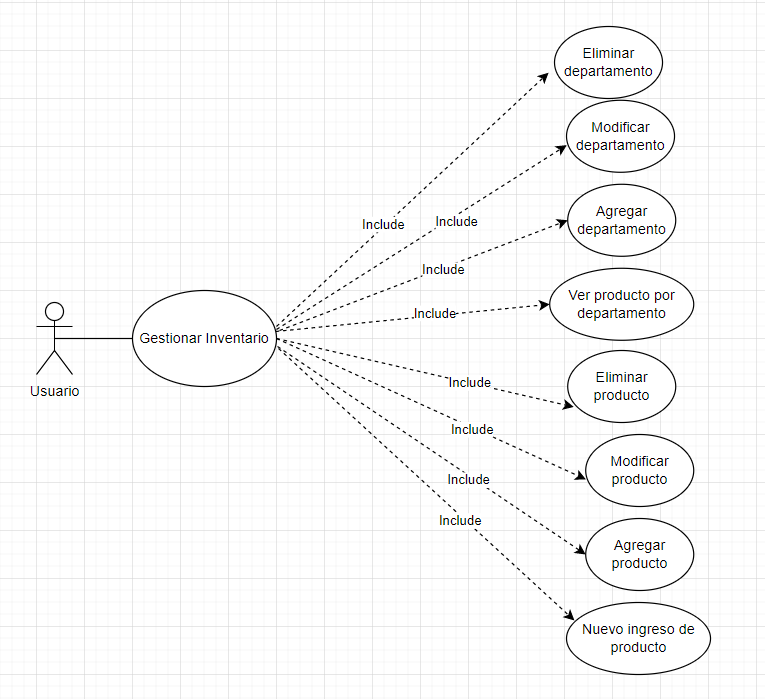 Eliminar
departamento
Modificar
departamento
Include
Include
Agregar
departamento
Include
Ver producto por
departamento
Include
Gestionar Inventario
Usuario
Include
Eliminar
producto
Include
Modificar
producto
Include
Agregar
producto
Include
Nuevo ingreso de
producto